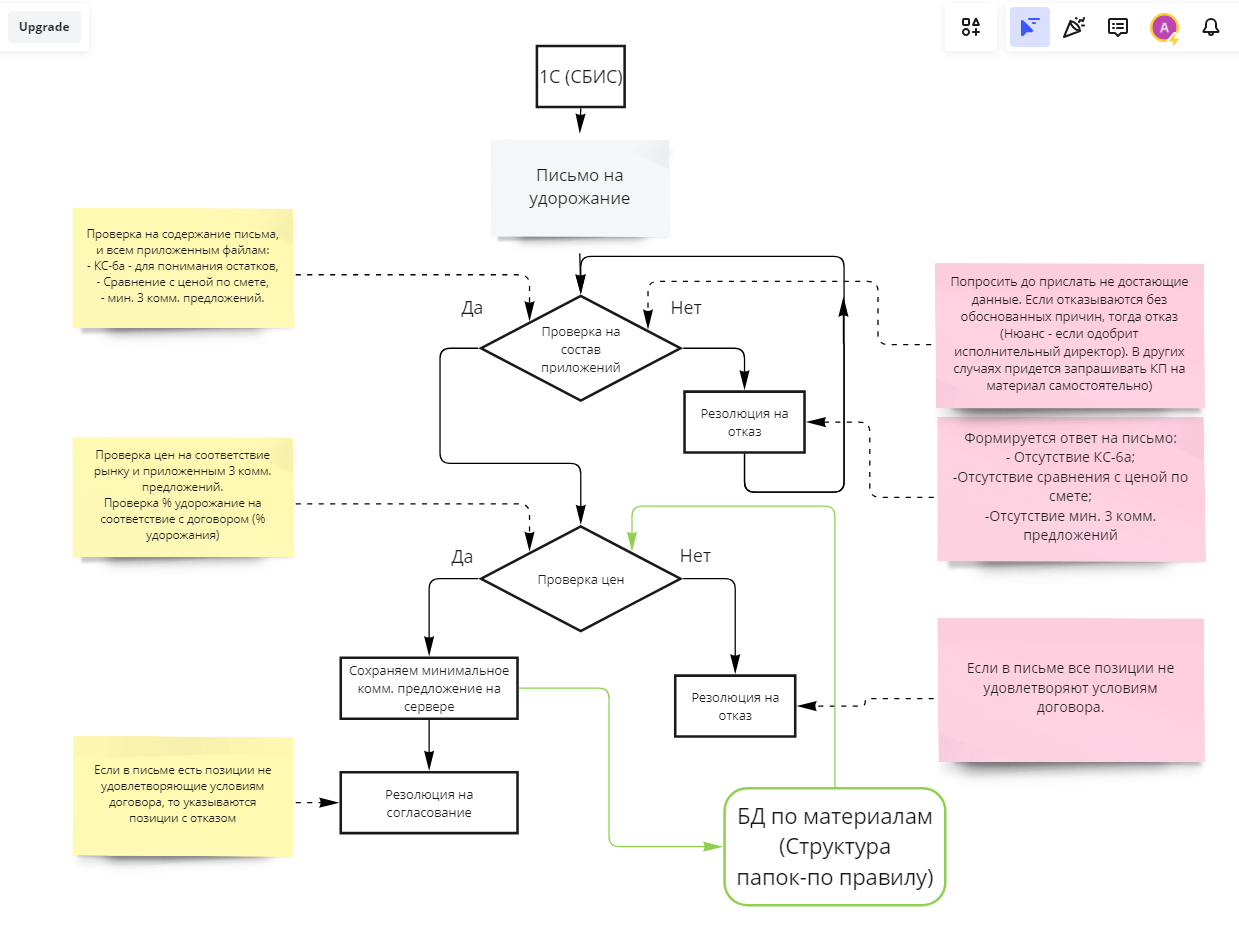 Upgrade
A
1С (СБИС)
Письмо на
удорожание
Проверка на содержание письма,
и всем приложенным файлам:
- КС-6а - для понимания остатков,
- Сравнение с ценой по смете,
- мин. 3 комм. предложений.
Да
Нет
Проверка на
состав
приложений
Попросить до прислать не достающие
данные. Если отказываются без
обоснованных причин, тогда отказ
(Нюанс - если одобрит
исполнительный директор). В других
случаях придется запрашивать КП на
материал самостоятельно)
Резолюция на
отказ
Формируется ответ на письмо:
- Отсутствие КС-6а;
-Отсутствие сравнения с ценой по
смете;
-Отсутствие мин. 3 комм.
предложений
Проверка цен на соответствие
рынку и приложенным 3 комм.
предложений.
Проверка % удорожание на
соответствие с договором (%
удорожания)
Да
Нет
Проверка цен
Сохраняем минимальное
комм. предложение на
сервере
Резолюция на
отказ
Если в письме все позиции не
удовлетворяют условиям
договора.
Если в письме есть позиции не
удовлетворяющие условиям
договора, то указываются
позиции с отказом
Резолюция на
согласование
БД по материалам
(Структура
папок-по правилу)